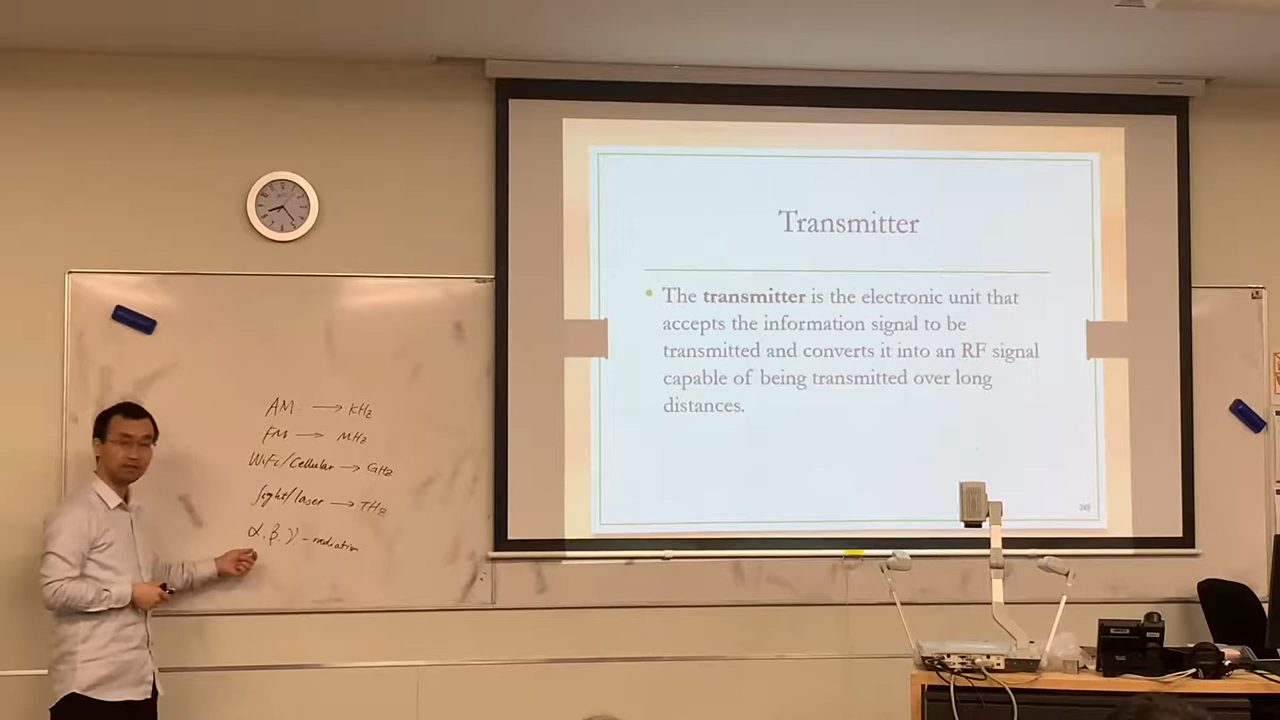 Transmitter
• The transmitter is the electronic unit that
accepts the information signal to be
transmitted and converts it into an RF signal
capable of being transmitted over long
distances.
AM → KHz
FM → MHz
WiFi/Cellular → GHz
light/laser → THz
α, β, γ - radiation